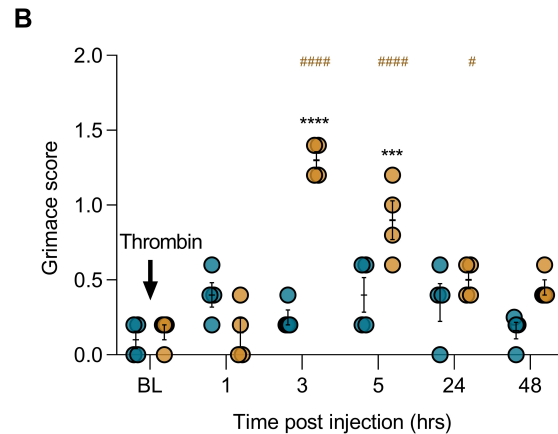 B
2.0
#### #### #
1.5
****
***
Grimace score
1.0
Thrombin
0.5
0.0
BL 1 3 5 24 48
Time post injection (hrs)